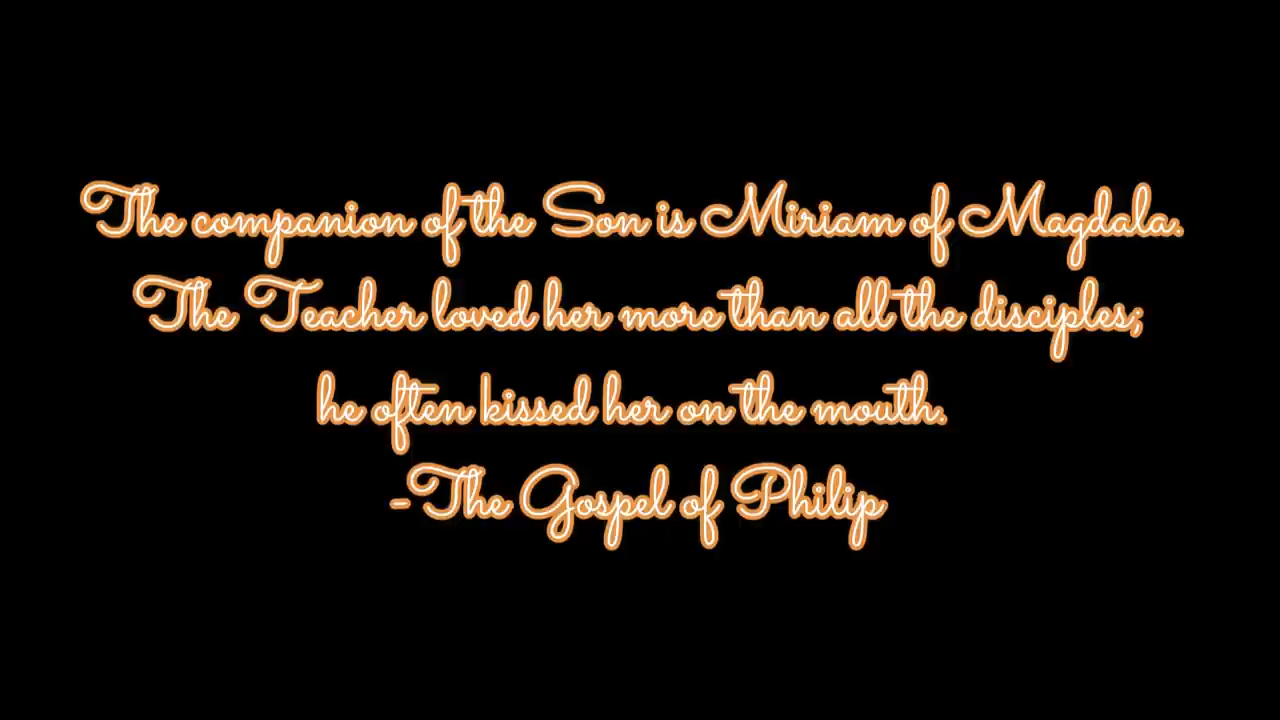 The companion of the Son is Miriam of Magdala.
The Teacher loved her more than all the disciples;
he often kissed her on the mouth.
-The Gospel of Philip